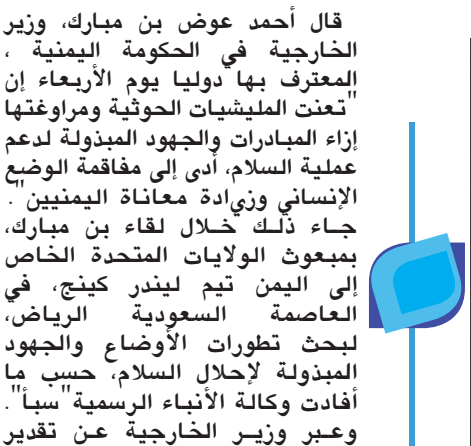 قال أحمد عوض بن مبارك، وزير
الخارجية في الحكومة اليمنية ،
المعترف بها دوليا يوم الأربعاء إن
"تعنت المليشيات الحوثية ومراوغتها
إزاء المبادرات والجهود المبذولة لدعم
عملية السلام، أدى إلى مفاقمة الوضع
الإنساني وزيادة معاناة اليمنيين".
جاء ذلك خلال لقاء بن مبارك،
بمبعوث الولايات المتحدة الخاص
إلى اليمن تيم ليندر كينج، في
العاصمة السعودية الرياض،
لبحث تطورات الأوضاع والجهود
المبذولة لإحلال السلام، حسب ما
أفادت وكالة الأنباء الرسمية"سبأ".
وعبر وزير الخارجية عن تقدير